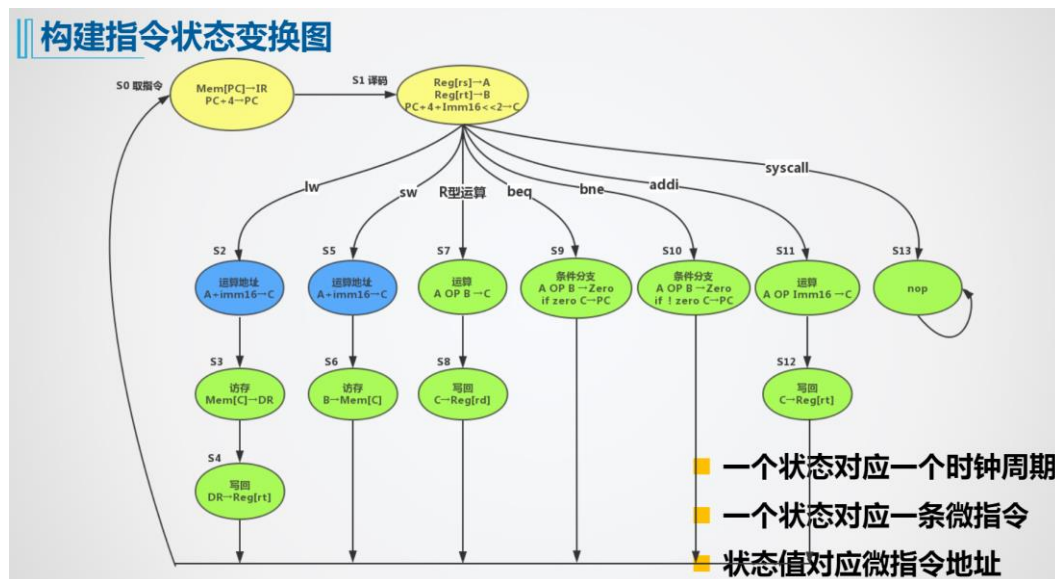 构建指令状态变换图
S0 取指令
Mem[PC]→IR
PC+4→PC
S1 译码
Reg[rs]→A
Reg[rt]→B
PC+4+Imm16<<2→C
lw
sw
R型运算
beq
bne
addi
syscall
S2
运算地址
A+imm16→C
S5
运算地址
A+imm16→C
S7
运算
A OP B →C
S9
条件分支
A OP B →Zero
if zero C→PC
S10
条件分支
A OP B →Zero
if ! zero C→PC
S11
运算
A OP Imm16 →C
S13
nop
S3
访存
Mem[C]→DR
S6
访存
B→Mem[C]
S8
写回
C→Reg[rd]
S12
写回
C→Reg[rt]
S4
写回
DR→Reg[rt]
一个状态对应一个时钟周期
一个状态对应一条微指令
状态值对应微指令地址